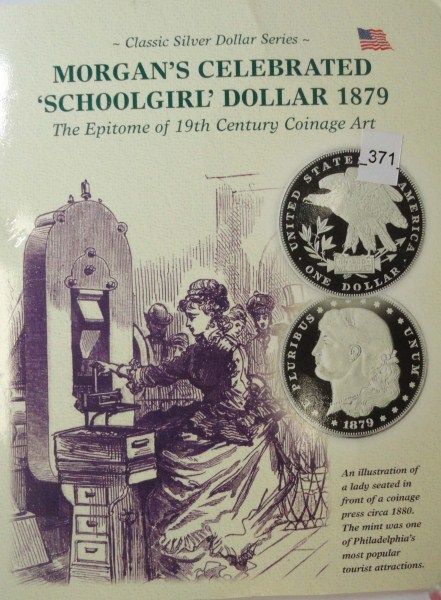 ~ Classic Silver Dollar Series ~
MORGAN'S CELEBRATED
'SCHOOLGIRL' DOLLAR 1879
The Epitome of 19th Century Coinage Art
371
UNITED STATES AMERICA
ONE DOLLAR
PLURIBUS UNUM
1879
An illustration of
a lady seated in
front of a coinage
press circa 1880.
The mint was one
of Philadelphia's
most popular
tourist attractions.